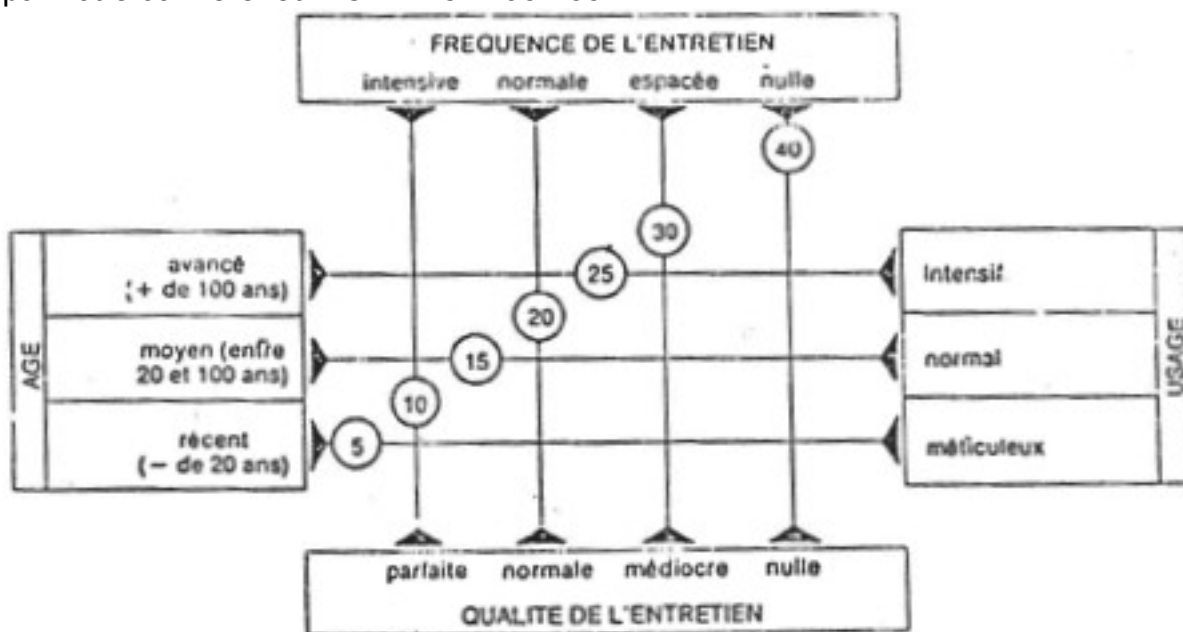 FREQUENCE DE L'ENTRETIEN
intensive normale espacée nulle
40
30
AGE
avancé
(+ de 100 ans)
25
Intensif
20
moyen (entre
20 et 100 ans)
15
normal
USAGE
10
récent
(− de 20 ans)
5
méticuleux
parfaite normale médiocre nulle
QUALITE DE L'ENTRETIEN